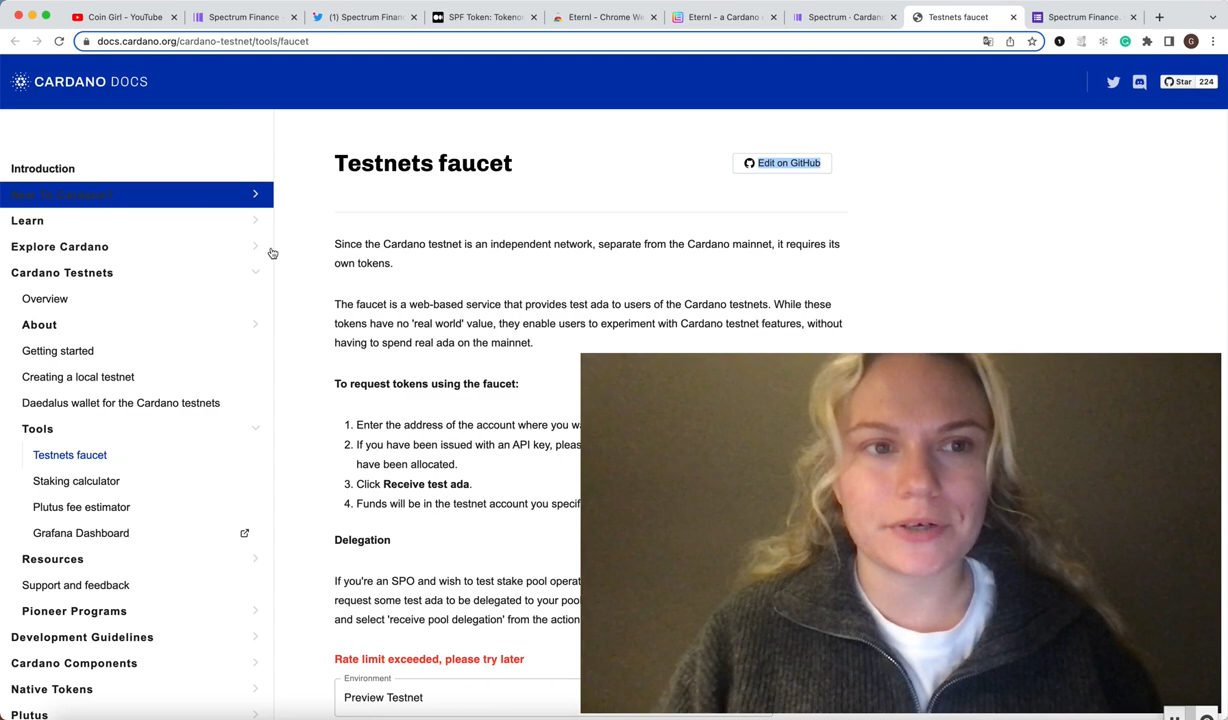 Coin Girl - YouTube
Spectrum Finance
(1) Spectrum Finan
SPF Token: Tokenor
Eternl - Chrome We
Eternl - a Cardano
Spectrum · Cardan
Testnets faucet
Spectrum Finance.
docs.cardano.org/cardano-testnet/tools/faucet
G
CARDANO DOCS
Star 224
Introduction
Learn
Explore Cardano
Cardano Testnets
Overview
About
Getting started
Creating a local testnet
Daedalus wallet for the Cardano testnets
Tools
Testnets faucet
Staking calculator
Plutus fee estimator
Grafana Dashboard
Resources
Support and feedback
Pioneer Programs
Development Guidelines
Cardano Components
Native Tokens
Plutus
Testnets faucet
Edit on GitHub
Since the Cardano testnet is an independent network, separate from the Cardano mainnet, it requires its
own tokens.
The faucet is a web-based service that provides test ada to users of the Cardano testnets. While these
tokens have no 'real world' value, they enable users to experiment with Cardano testnet features, without
having to spend real ada on the mainnet.
To request tokens using the faucet:
1. Enter the address of the account where you wa
2. If you have been issued with an API key, pleas
have been allocated.
3. Click Receive test ada.
4. Funds will be in the testnet account you specif
Delegation
If you're an SPO and wish to test stake pool operat
request some test ada to be delegated to your pool
and select 'receive pool delegation' from the action
Rate limit exceeded, please try later
Environment
Preview Testnet